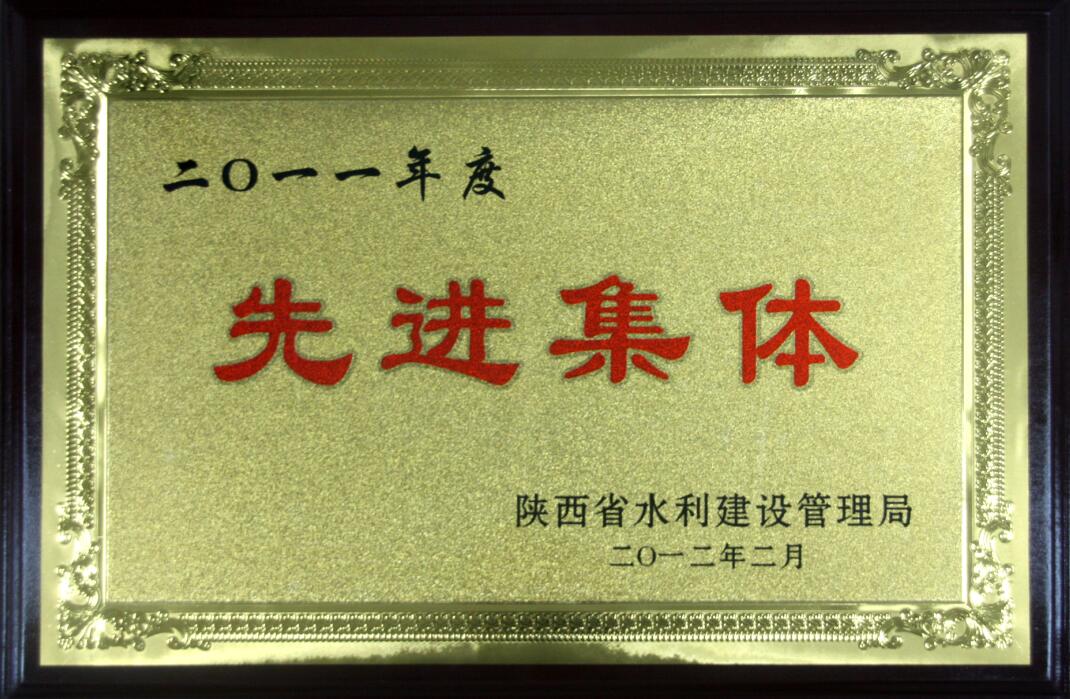 二〇一一年度
先进集体
陕西省水利建设管理局
二〇一二年二月